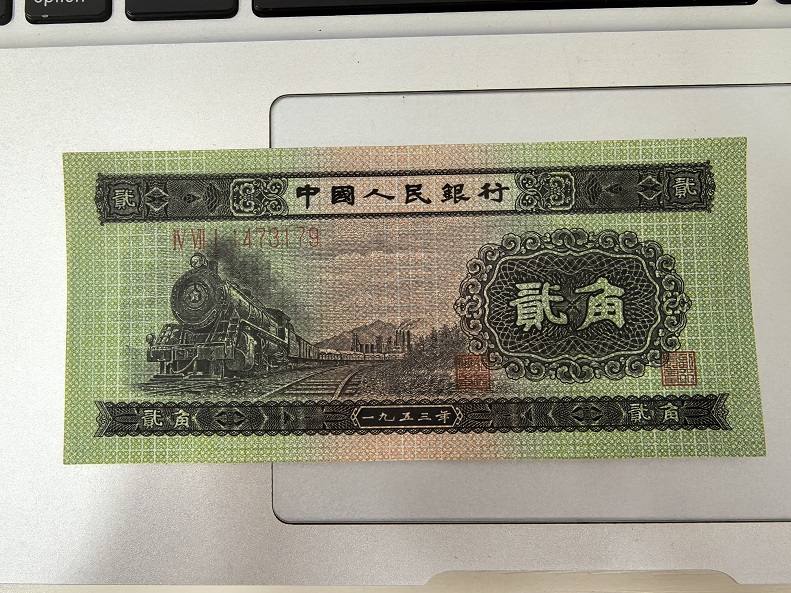 option
貳 中國人民銀行 貳
Ⅳ Ⅶ Ⅰ 1473179
貳角
貳角 一九五三年 貳角